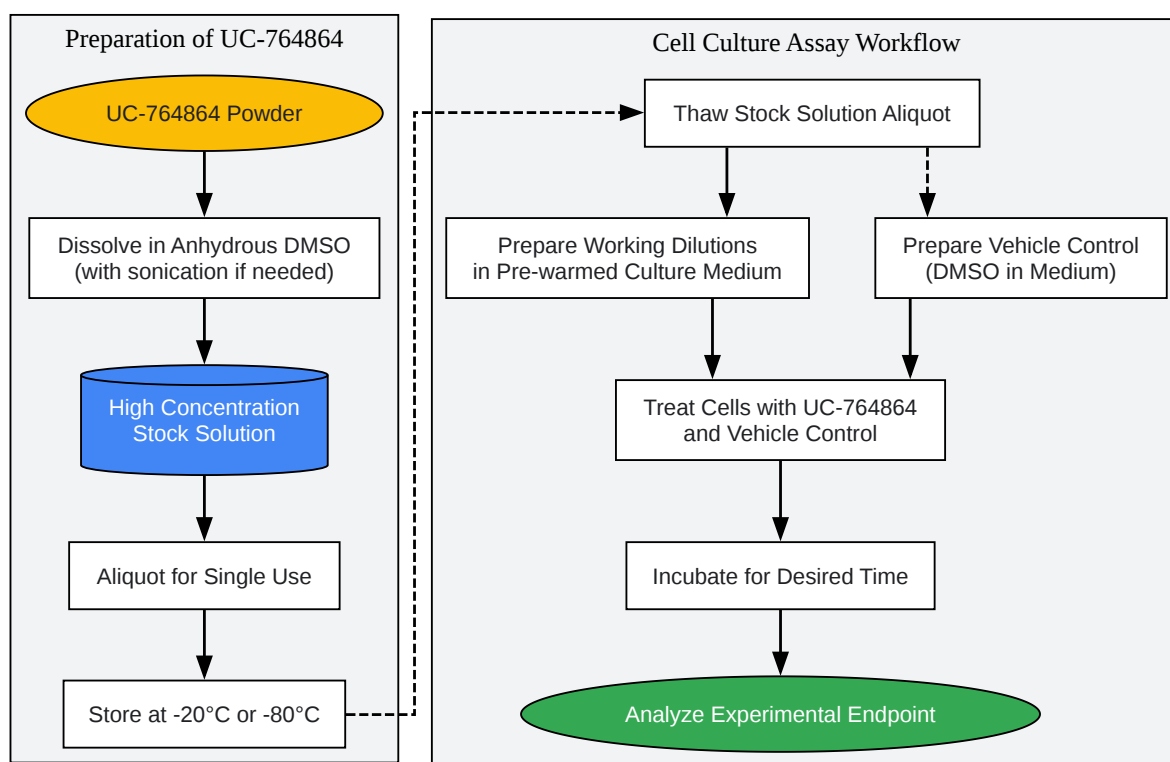 Preparation of UC-764864
UC-764864 Powder
Dissolve in Anhydrous DMSO
(with sonication if needed)
High Concentration
Stock Solution
Aliquot for Single Use
Store at -20°C or -80°C
Cell Culture Assay Workflow
Thaw Stock Solution Aliquot
Prepare Working Dilutions
in Pre-warmed Culture Medium
Prepare Vehicle Control
(DMSO in Medium)
Treat Cells with UC-764864
and Vehicle Control
Incubate for Desired Time
Analyze Experimental Endpoint